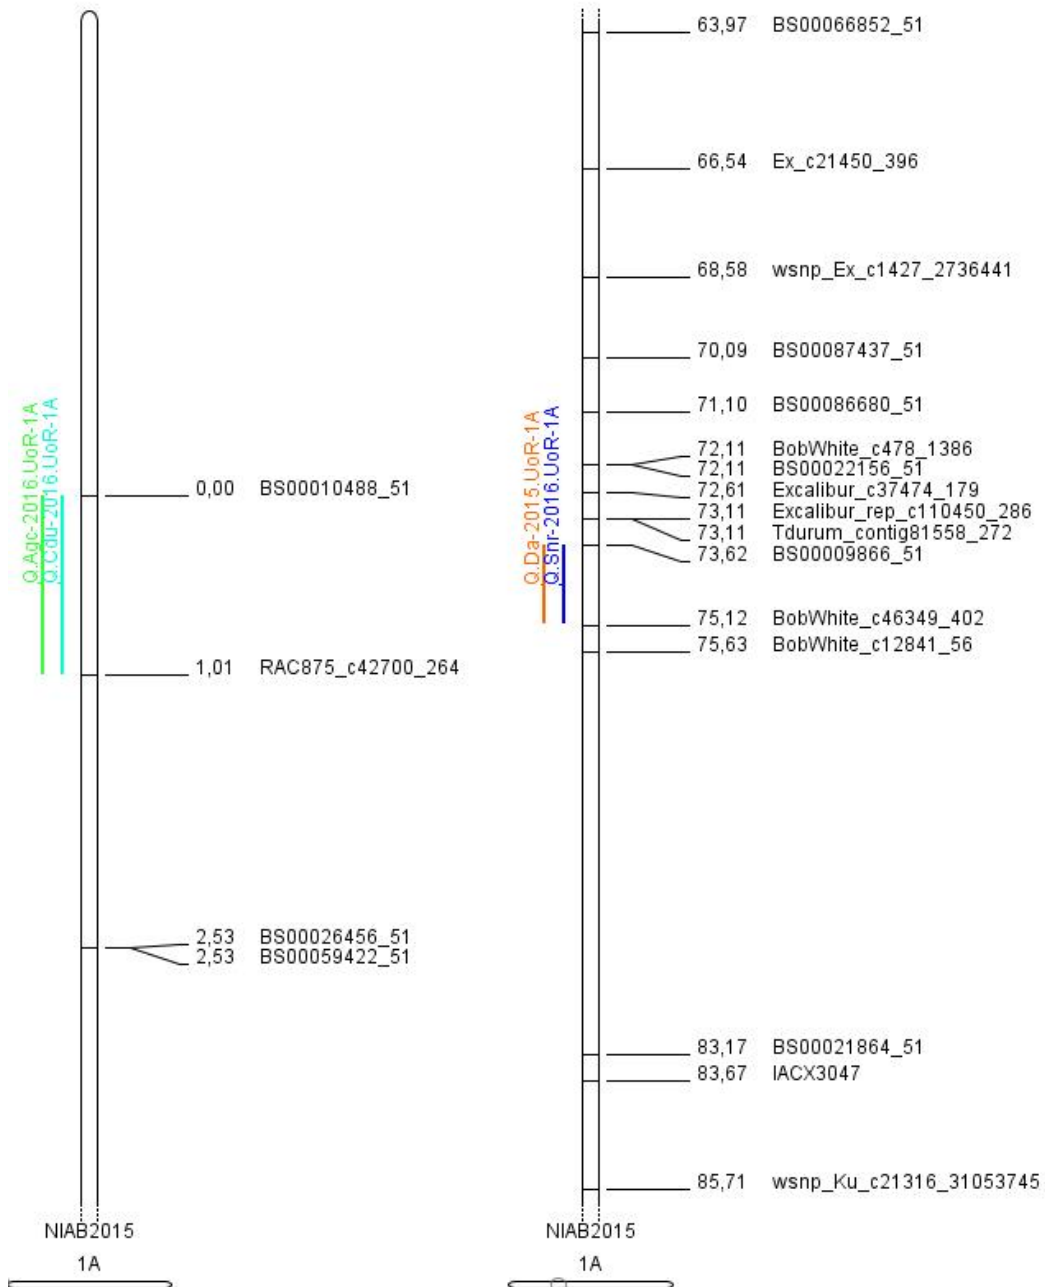 Q.Agc-2016.UoR-1A
Q.Cdu-2016.UoR-1A
0,00 BS00010488_51
1,01 RAC875_c42700_264
2,53 BS00026456_51
2,53 BS00059422_51
NIAB2015
1A
Q.Da-2015.UoR-1A
Q.Snr-2016.UoR-1A
63,97 BS00066852_51
66,54 Ex_c21450_396
68,58 wsnp_Ex_c1427_2736441
70,09 BS00087437_51
71,10 BS00086680_51
72,11 BobWhite_c478_1386
72,11 BS00022156_51
72,61 Excalibur_c37474_179
73,11 Excalibur_rep_c110450_286
73,11 Tdurum_contig81558_272
73,62 BS00009866_51
75,12 BobWhite_c46349_402
75,63 BobWhite_c12841_56
83,17 BS00021864_51
83,67 IACX3047
85,71 wsnp_Ku_c21316_31053745
NIAB2015
1A